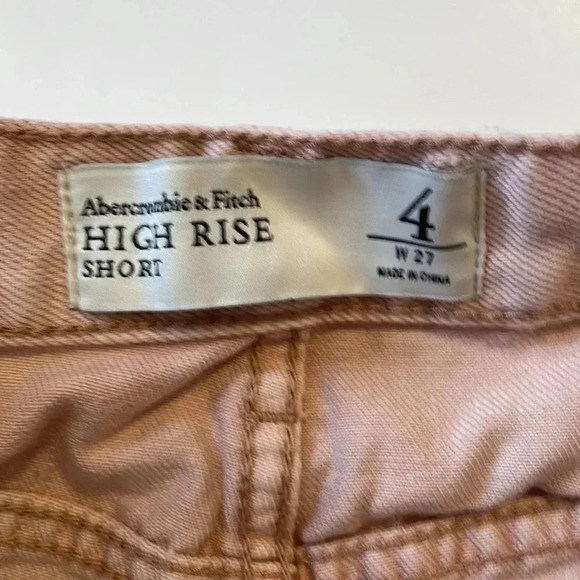 Abercrombie & Fitch
HIGH RISE
SHORT
4
W 27
MADE IN CHINA